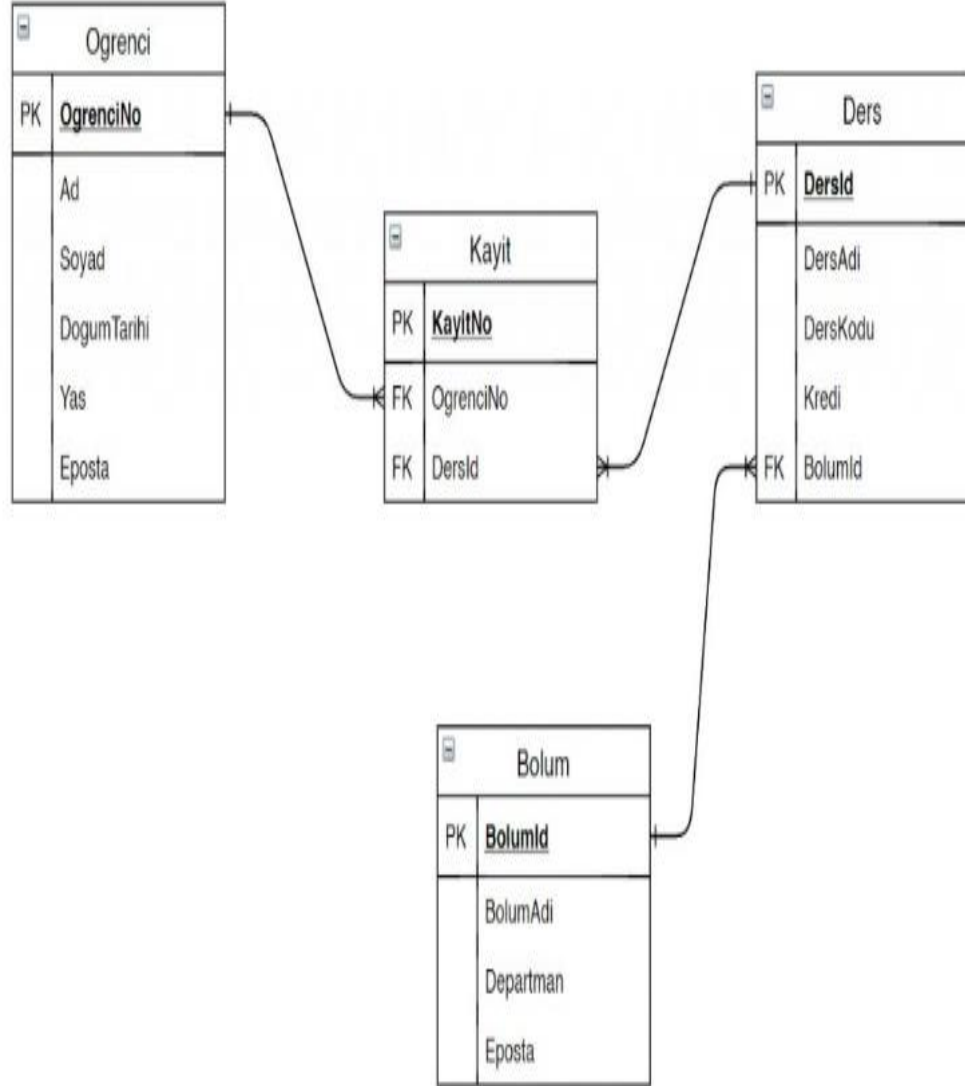 Ogrenci
PK OgrenciNo
Ad
Soyad
DogumTarihi
Yas
Eposta
Kayit
PK KayitNo
FK OgrenciNo
FK DersId
Ders
PK DersId
DersAdi
DersKodu
Kredi
FK BolumId
Bolum
PK BolumId
BolumAdi
Departman
Eposta